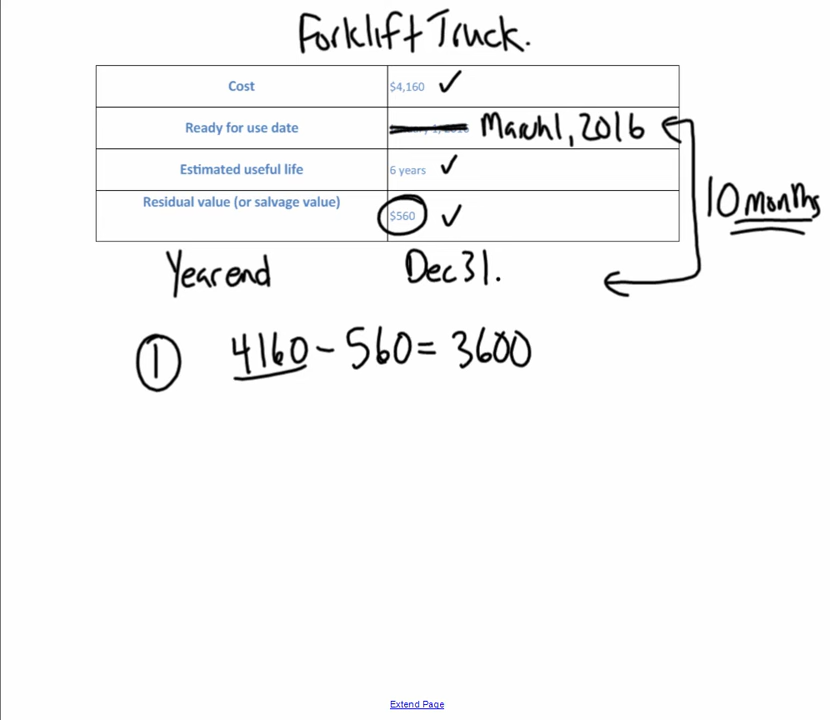 Forklift Truck.
Cost $4,160 ✓
Ready for use date March 1, 2016
Estimated useful life 6 years ✓
Residual value (or salvage value) $560 ✓
10 months
Year end Dec 31.
① 4160 - 560 = 3600
Extend Page